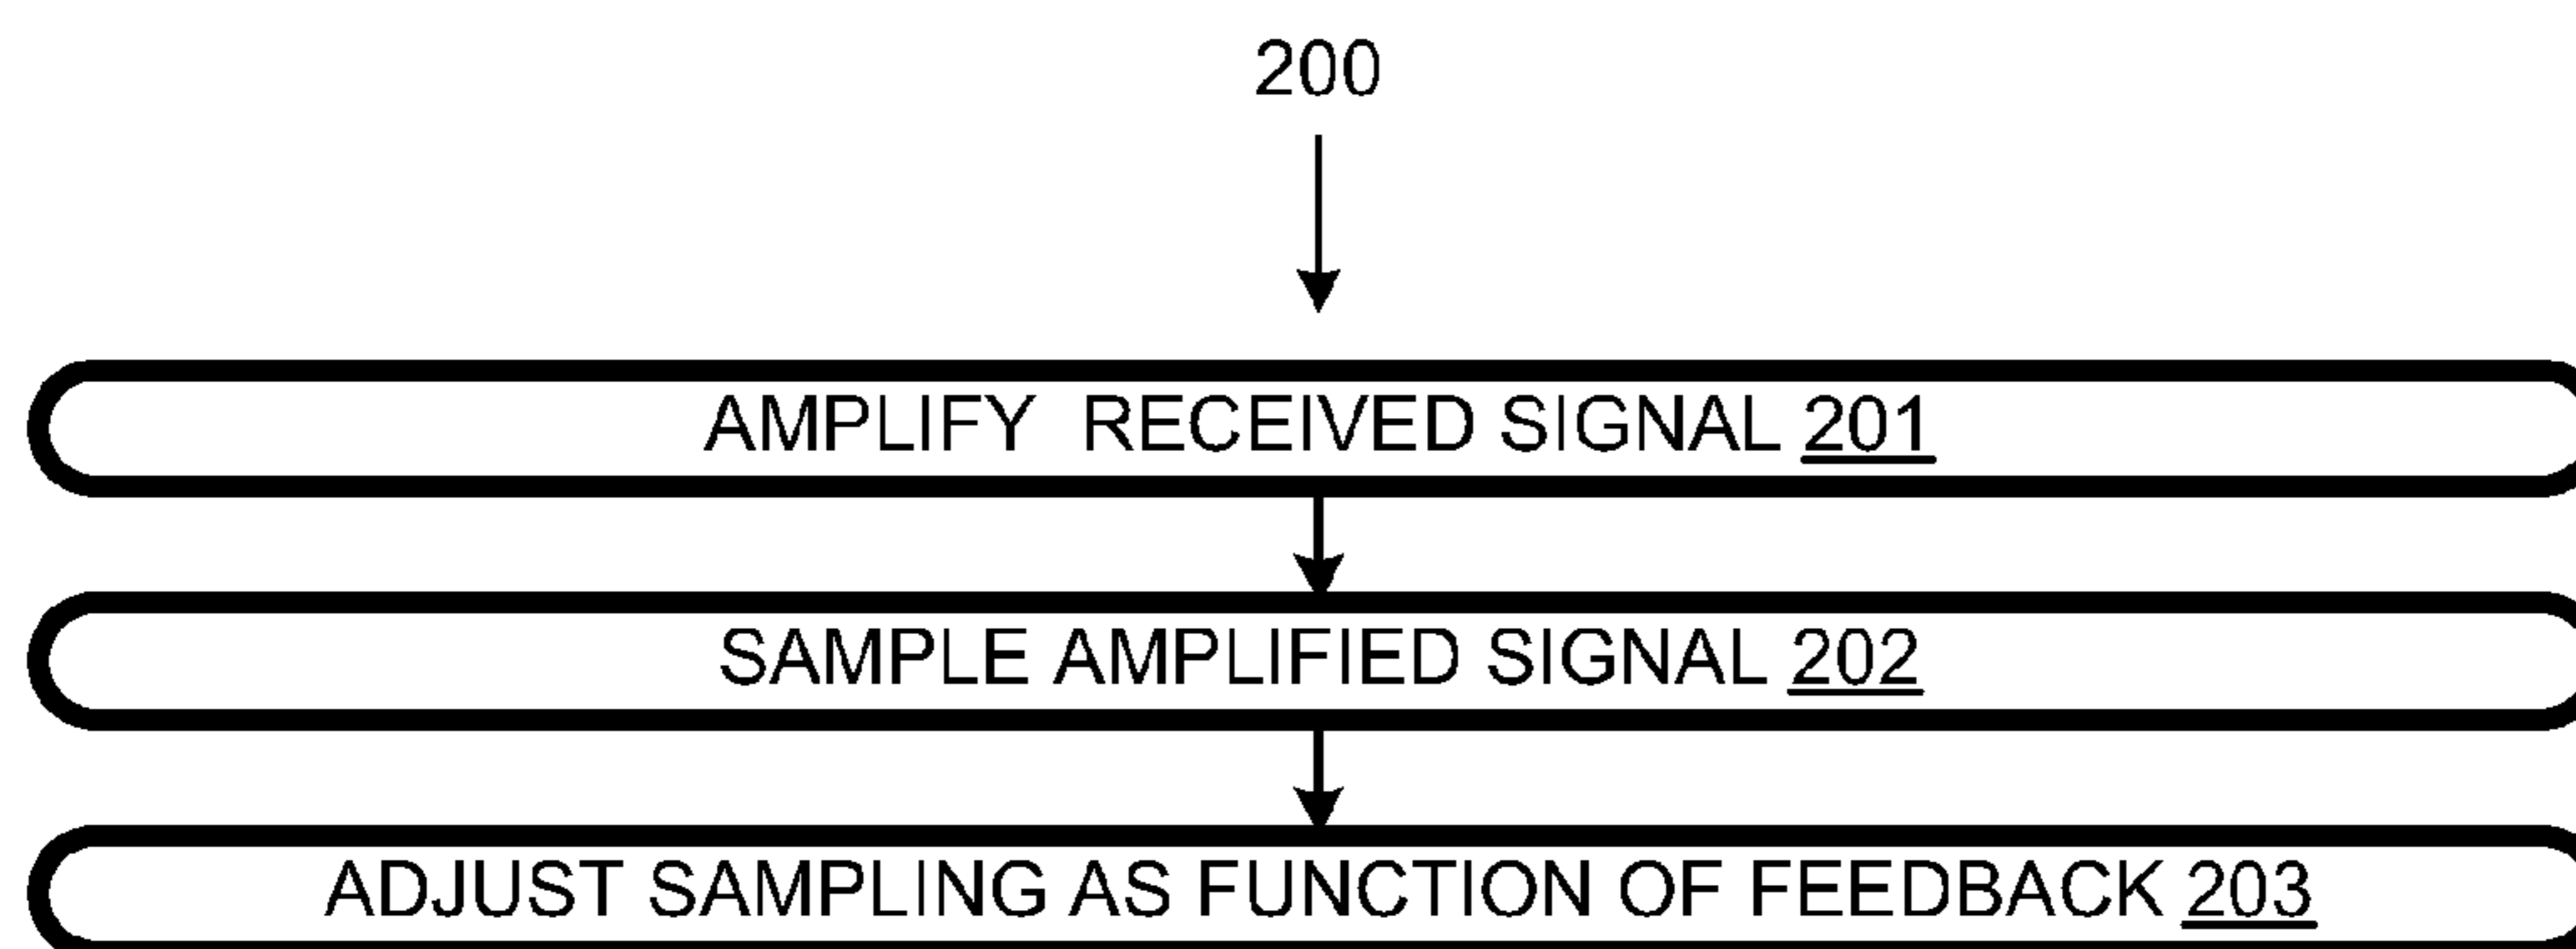 200
AMPLIFY RECEIVED SIGNAL 201
SAMPLE AMPLIFIED SIGNAL 202
ADJUST SAMPLING AS FUNCTION OF FEEDBACK 203